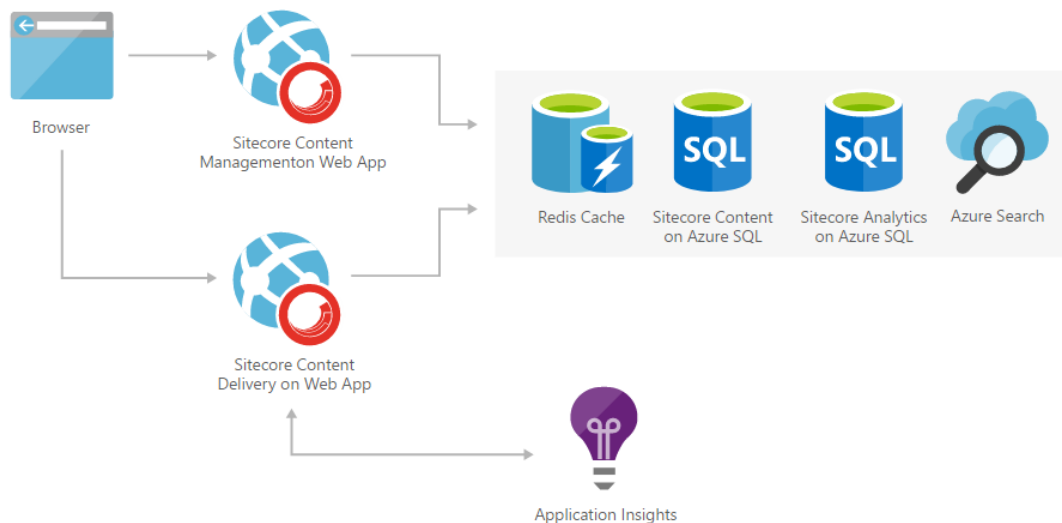 Browser
Sitecore Content
Managementon Web App
SQL
SQL
Redis Cache
Sitecore Content
on Azure SQL
Sitecore Analytics
on Azure SQL
Azure Search
Sitecore Content
Delivery on Web App
Application Insights